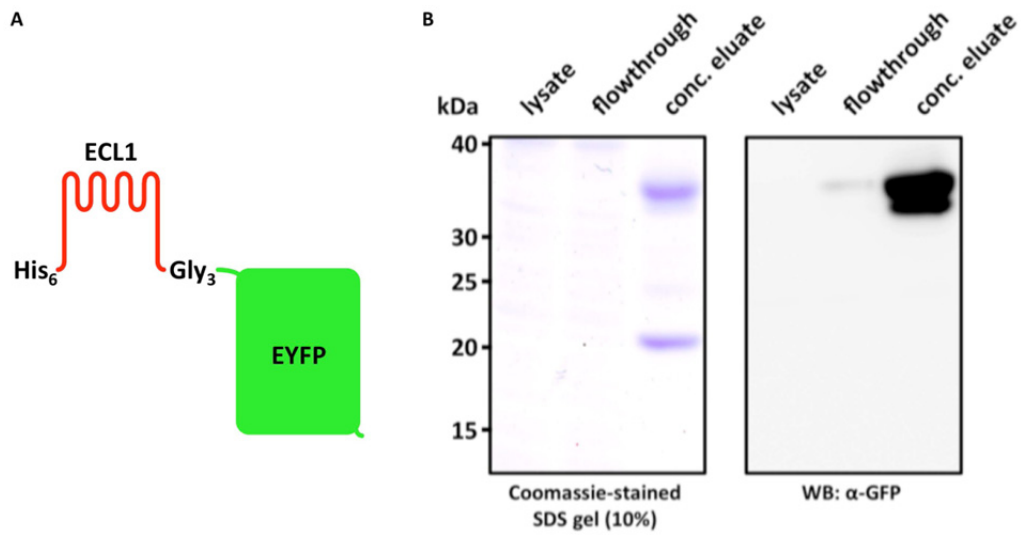 A
ECL1
His6
Gly3
EYFP
B
kDa
lysate
flowthrough
conc. eluate
lysate
flowthrough
conc. eluate
40
30
25
20
15
Coomassie-stained
SDS gel (10%)
WB: α-GFP